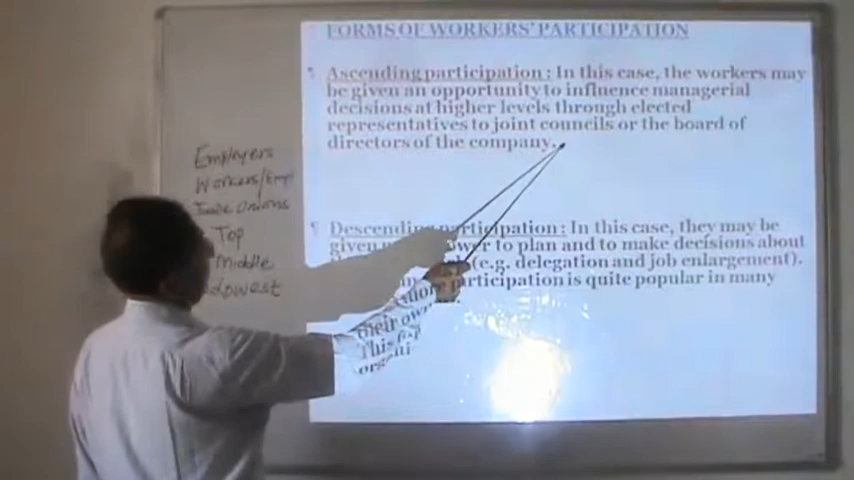 FORMS OF WORKERS' PARTICIPATION
Ascending participation : In this case, the workers may
be given an opportunity to influence managerial
decisions at higher levels through elected
representatives to joint councils or the board of
directors of the company.
Employers
Workers/Empl
Trade Unions
Top
Middle
Lowest
Descending participation : In this case, they may be
given to plan and to make decisions about
their own (e.g. delegation and job enlargement).
This participation is quite popular in many